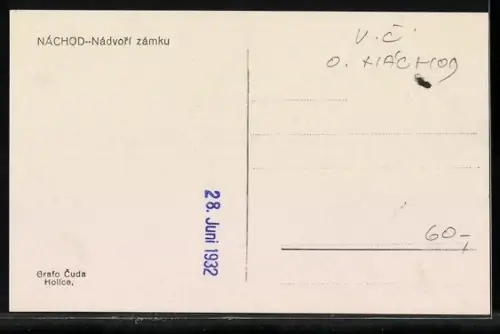 NÁCHOD--Nádvoří zámku
V.Č.
O. NÁCHOD
28. Juni 1932
60,-
Grafo Čuda
Holice,